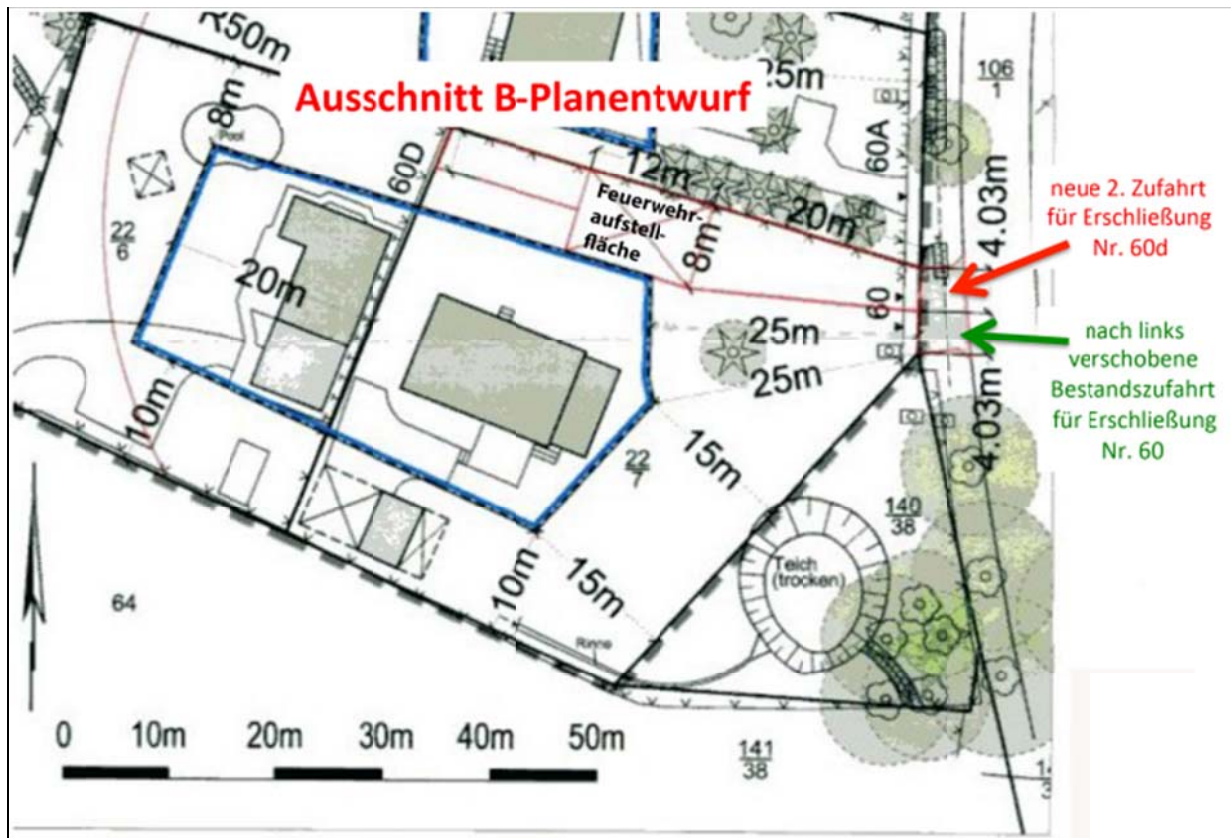 R50m
Ausschnitt B-Planentwurf
25m
106
1
8m
Pool
60D
60A
12m
20m
4.03m
Feuerwehr-
aufstell-
fläche
8m
neue 2. Zufahrt
für Erschließung
Nr. 60d
22
6
20m
60
25m
25m
nach links
verschobene
Bestandszufahrt
für Erschließung
Nr. 60
10m
4.03m
22
7
15m
140
38
Teich
(trocken)
10m
15m
64
Rinne
0 10m 20m 30m 40m 50m
141
38